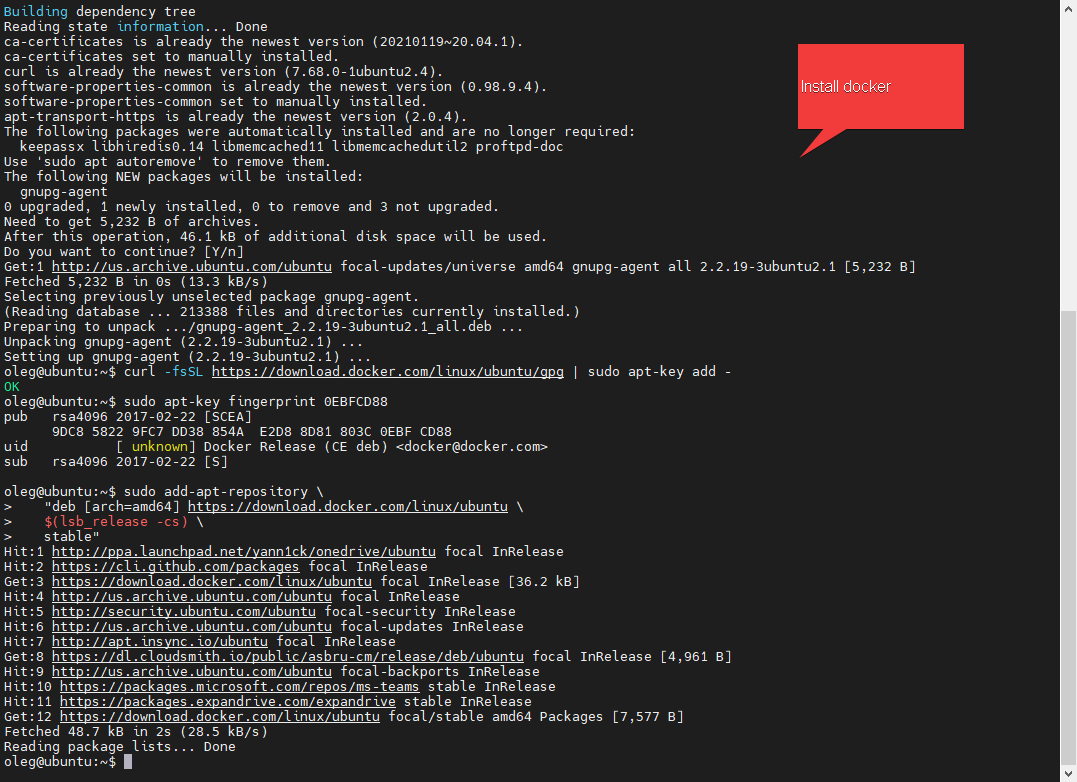 Building dependency tree
Reading state information... Done
ca-certificates is already the newest version (20210119~20.04.1).
ca-certificates set to manually installed.
curl is already the newest version (7.68.0-1ubuntu2.4).
software-properties-common is already the newest version (0.98.9.4).
software-properties-common set to manually installed.
apt-transport-https is already the newest version (2.0.4).
The following packages were automatically installed and are no longer required:
  keepassx libhiredis0.14 libmemcached11 libmemcachedutil2 proftpd-doc
Use 'sudo apt autoremove' to remove them.
The following NEW packages will be installed:
  gnupg-agent
0 upgraded, 1 newly installed, 0 to remove and 3 not upgraded.
Need to get 5,232 B of archives.
After this operation, 46.1 kB of additional disk space will be used.
Do you want to continue? [Y/n]
Get:1 http://us.archive.ubuntu.com/ubuntu focal-updates/universe amd64 gnupg-agent all 2.2.19-3ubuntu2.1 [5,232 B]
Fetched 5,232 B in 0s (13.3 kB/s)
Selecting previously unselected package gnupg-agent.
(Reading database ... 213388 files and directories currently installed.)
Preparing to unpack .../gnupg-agent_2.2.19-3ubuntu2.1_all.deb ...
Unpacking gnupg-agent (2.2.19-3ubuntu2.1) ...
Setting up gnupg-agent (2.2.19-3ubuntu2.1) ...
oleg@ubuntu:~$ curl -fsSL https://download.docker.com/linux/ubuntu/gpg | sudo apt-key add -
OK
oleg@ubuntu:~$ sudo apt-key fingerprint 0EBFCD88
pub   rsa4096 2017-02-22 [SCEA]
      9DC8 5822 9FC7 DD38 854A  E2D8 8D81 803C 0EBF CD88
uid           [ unknown] Docker Release (CE deb) <docker@docker.com>
sub   rsa4096 2017-02-22 [S]
oleg@ubuntu:~$ sudo add-apt-repository \
>    "deb [arch=amd64] https://download.docker.com/linux/ubuntu \
>    $(lsb_release -cs) \
>    stable"
Hit:1 http://ppa.launchpad.net/yann1ck/onedrive/ubuntu focal InRelease
Hit:2 https://cli.github.com/packages focal InRelease
Get:3 https://download.docker.com/linux/ubuntu focal InRelease [36.2 kB]
Hit:4 http://us.archive.ubuntu.com/ubuntu focal InRelease
Hit:5 http://security.ubuntu.com/ubuntu focal-security InRelease
Hit:6 http://us.archive.ubuntu.com/ubuntu focal-updates InRelease
Hit:7 http://apt.insync.io/ubuntu focal InRelease
Get:8 https://dl.cloudsmith.io/public/asbru-cm/release/deb/ubuntu focal InRelease [4,961 B]
Hit:9 http://us.archive.ubuntu.com/ubuntu focal-backports InRelease
Hit:10 https://packages.microsoft.com/repos/ms-teams stable InRelease
Hit:11 https://packages.expandrive.com/expandrive stable InRelease
Get:12 https://download.docker.com/linux/ubuntu focal/stable amd64 Packages [7,577 B]
Fetched 48.7 kB in 2s (28.5 kB/s)
Reading package lists... Done
oleg@ubuntu:~$
Install docker